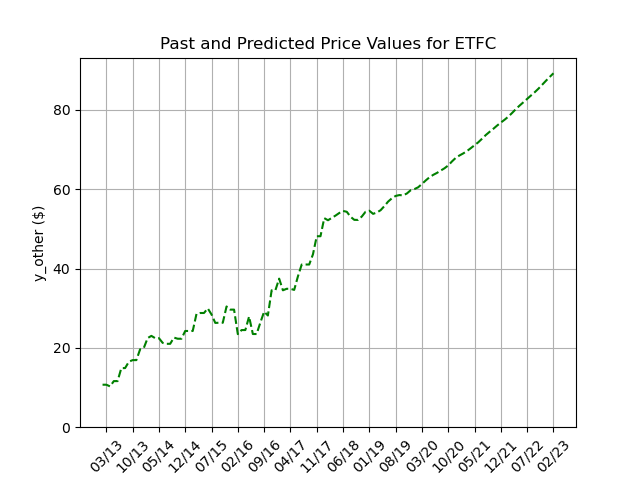 Past and Predicted Price Values for ETFC
y_other ($)
80
60
40
20
0
03/13 10/13 05/14 12/14 07/15 02/16 09/16 04/17 11/17 06/18 01/19 08/19 03/20 10/20 05/21 12/21 07/22 02/23